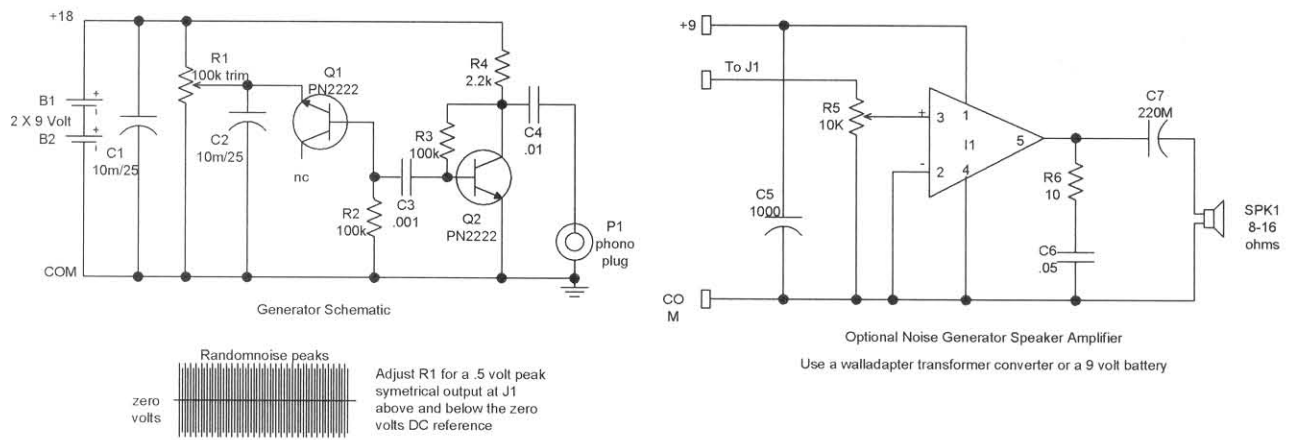 +18
R1
100k trim
Q1
PN2222
R4
2.2k
B1
+
-
2 X 9 Volt
+
-
B2
C1
10m/25
C2
10m/25
nc
R3
100k
C4
.01
C3
.001
R2
100k
Q2
PN2222
P1
phono
plug
COM
Generator Schematic
Randomnoise peaks
zero
volts
Adjust R1 for a .5 volt peak
symetrical output at J1
above and below the zero
volts DC reference
+9
To J1
R5
10K
+
3
1
I1
5
-
2
4
C7
220M
R6
10
C5
1000
C6
.05
SPK1
8-16
ohms
CO
M
Optional Noise Generator Speaker Amplifier
Use a walladapter transformer converter or a 9 volt battery